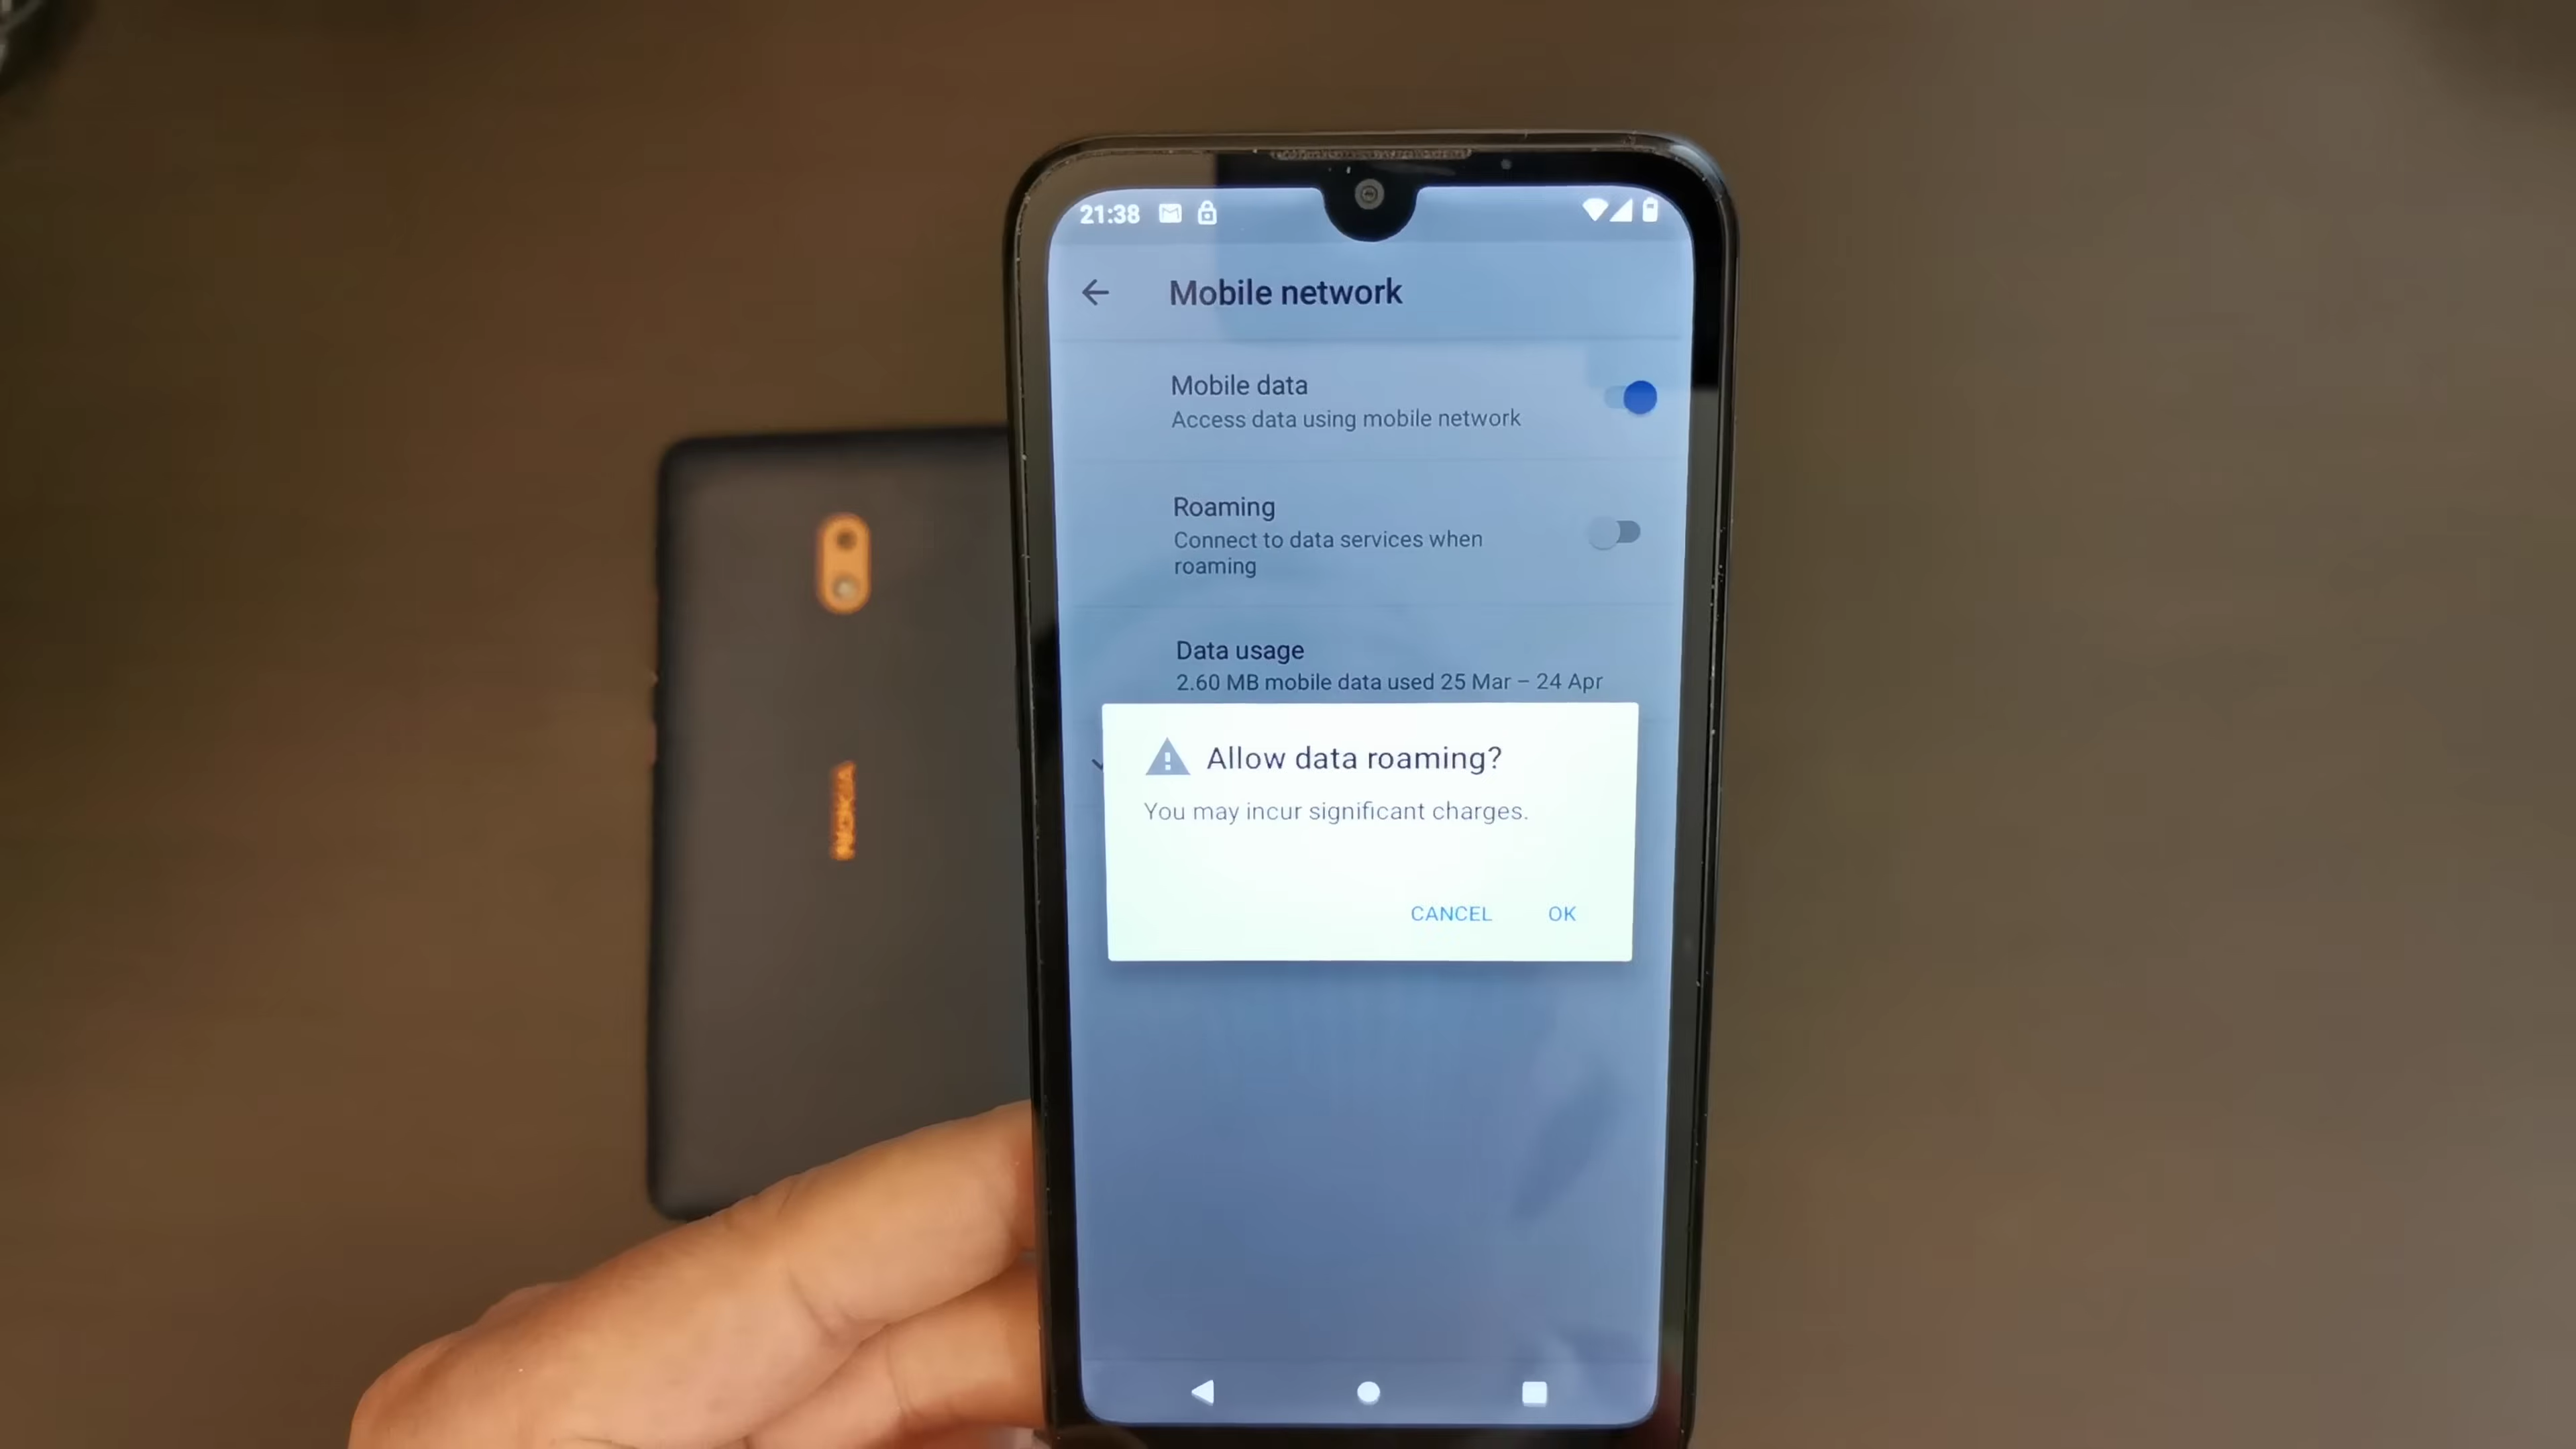 21:38
Mobile network
Mobile data
Access data using mobile network
Roaming
Connect to data services when
roaming
Data usage
2.60 MB mobile data used 25 Mar – 24 Apr
Allow data roaming?
You may incur significant charges.
CANCEL OK
NOKIA